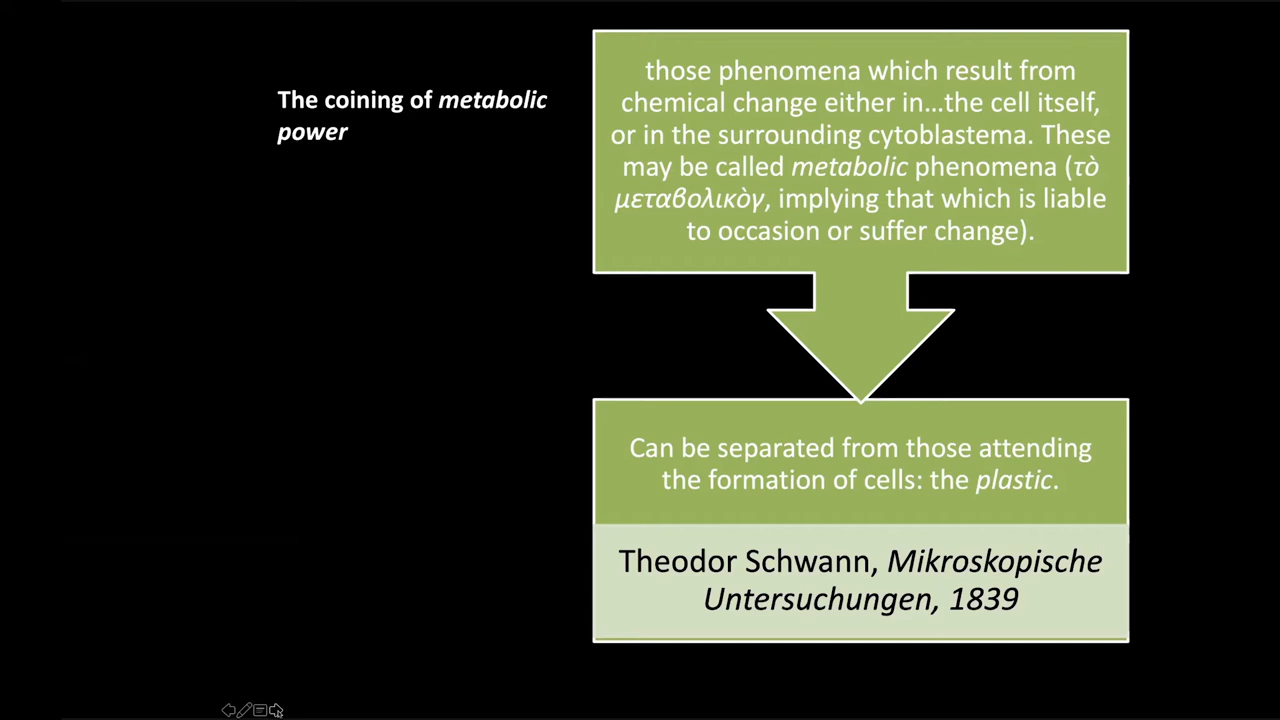 The coining of metabolic
power
those phenomena which result from
chemical change either in...the cell itself,
or in the surrounding cytoblastema. These
may be called metabolic phenomena (τὸ
μεταβολικὸγ, implying that which is liable
to occasion or suffer change).
Can be separated from those attending
the formation of cells: the plastic.
Theodor Schwann, Mikroskopische
Untersuchungen, 1839